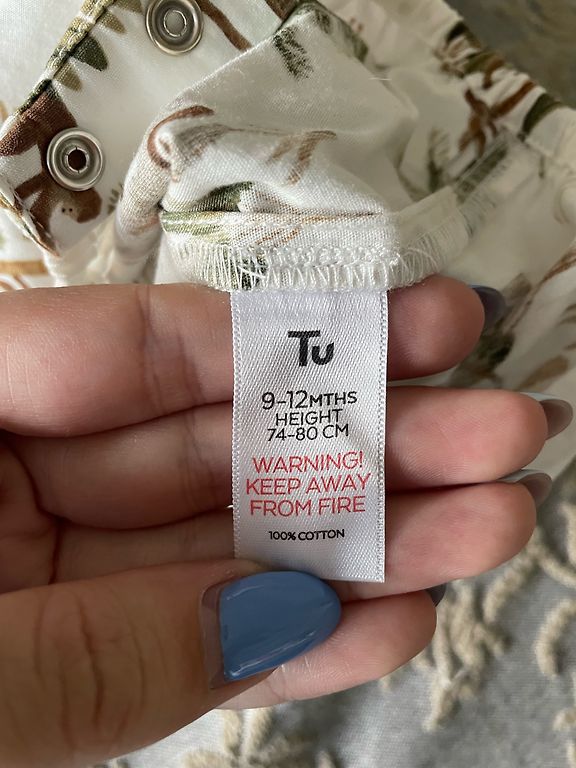 Tu
9-12MTHS
HEIGHT
74-80 CM
WARNING!
KEEP AWAY
FROM FIRE
100% COTTON